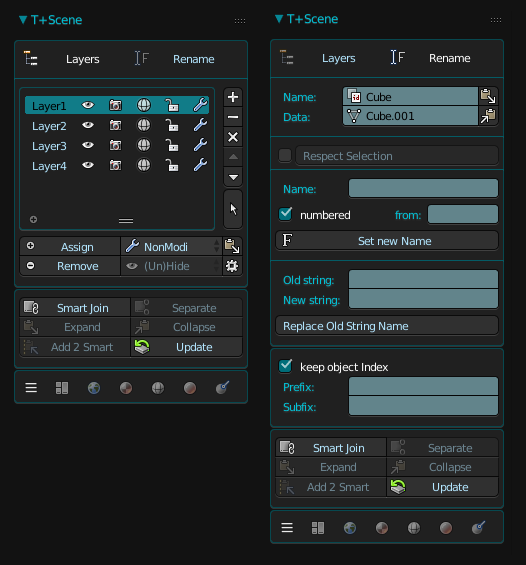 T+Scene
Layers Rename
Layer1
Layer2
Layer3
Layer4
Assign NonModi
Remove (Un)Hide
Smart Join Separate
Expand Collapse
Add 2 Smart Update
T+Scene
Layers Rename
Name: Cube
Data: Cube.001
Respect Selection
Name:
numbered from:
F Set new Name
Old string:
New string:
Replace Old String Name
keep object Index
Prefix:
Subfix:
Smart Join Separate
Expand Collapse
Add 2 Smart Update